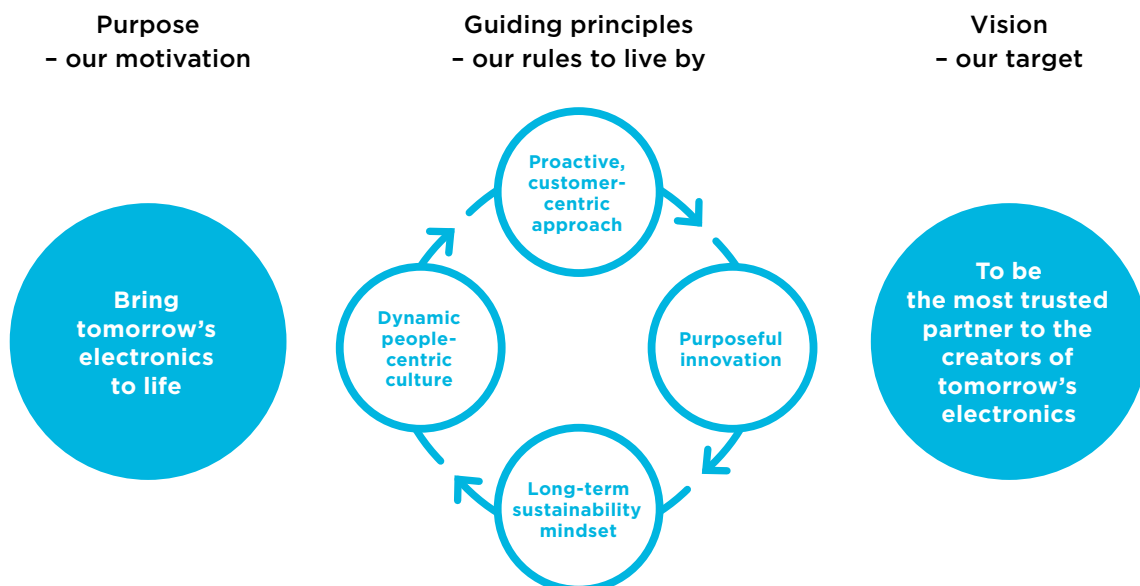 Purpose
– our motivation
Guiding principles
– our rules to live by
Vision
– our target
Bring
tomorrow’s
electronics
to life
Proactive,
customer-
centric
approach
Purposeful
innovation
Long-term
sustainability
mindset
Dynamic
people-
centric
culture
To be
the most trusted
partner to the
creators of
tomorrow’s
electronics